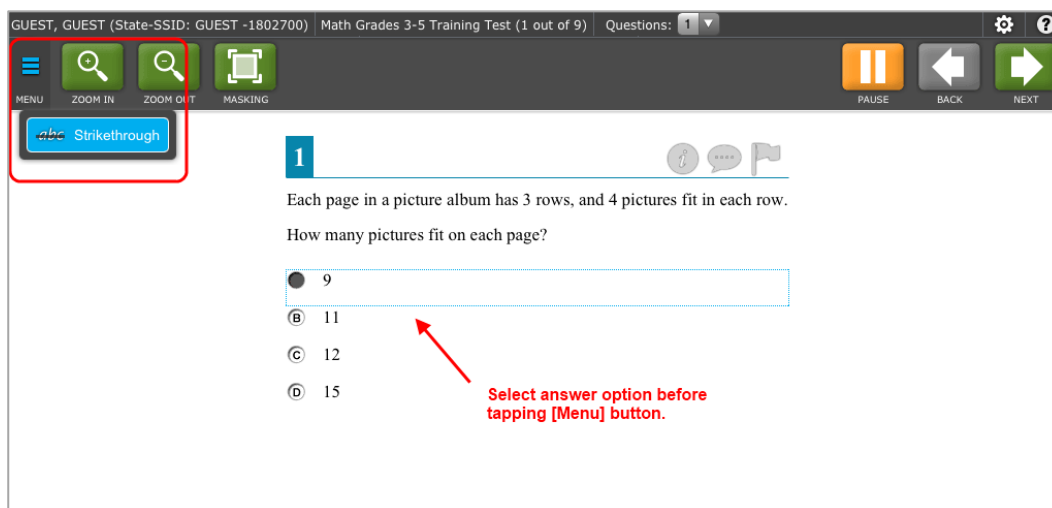 GUEST, GUEST (State-SSID: GUEST -1802700) Math Grades 3-5 Training Test (1 out of 9) Questions: 1
MENU ZOOM IN ZOOM OUT MASKING PAUSE BACK NEXT
abc Strikethrough
1
Each page in a picture album has 3 rows, and 4 pictures fit in each row.
How many pictures fit on each page?
9
B 11
C 12
D 15
Select answer option before
tapping [Menu] button.